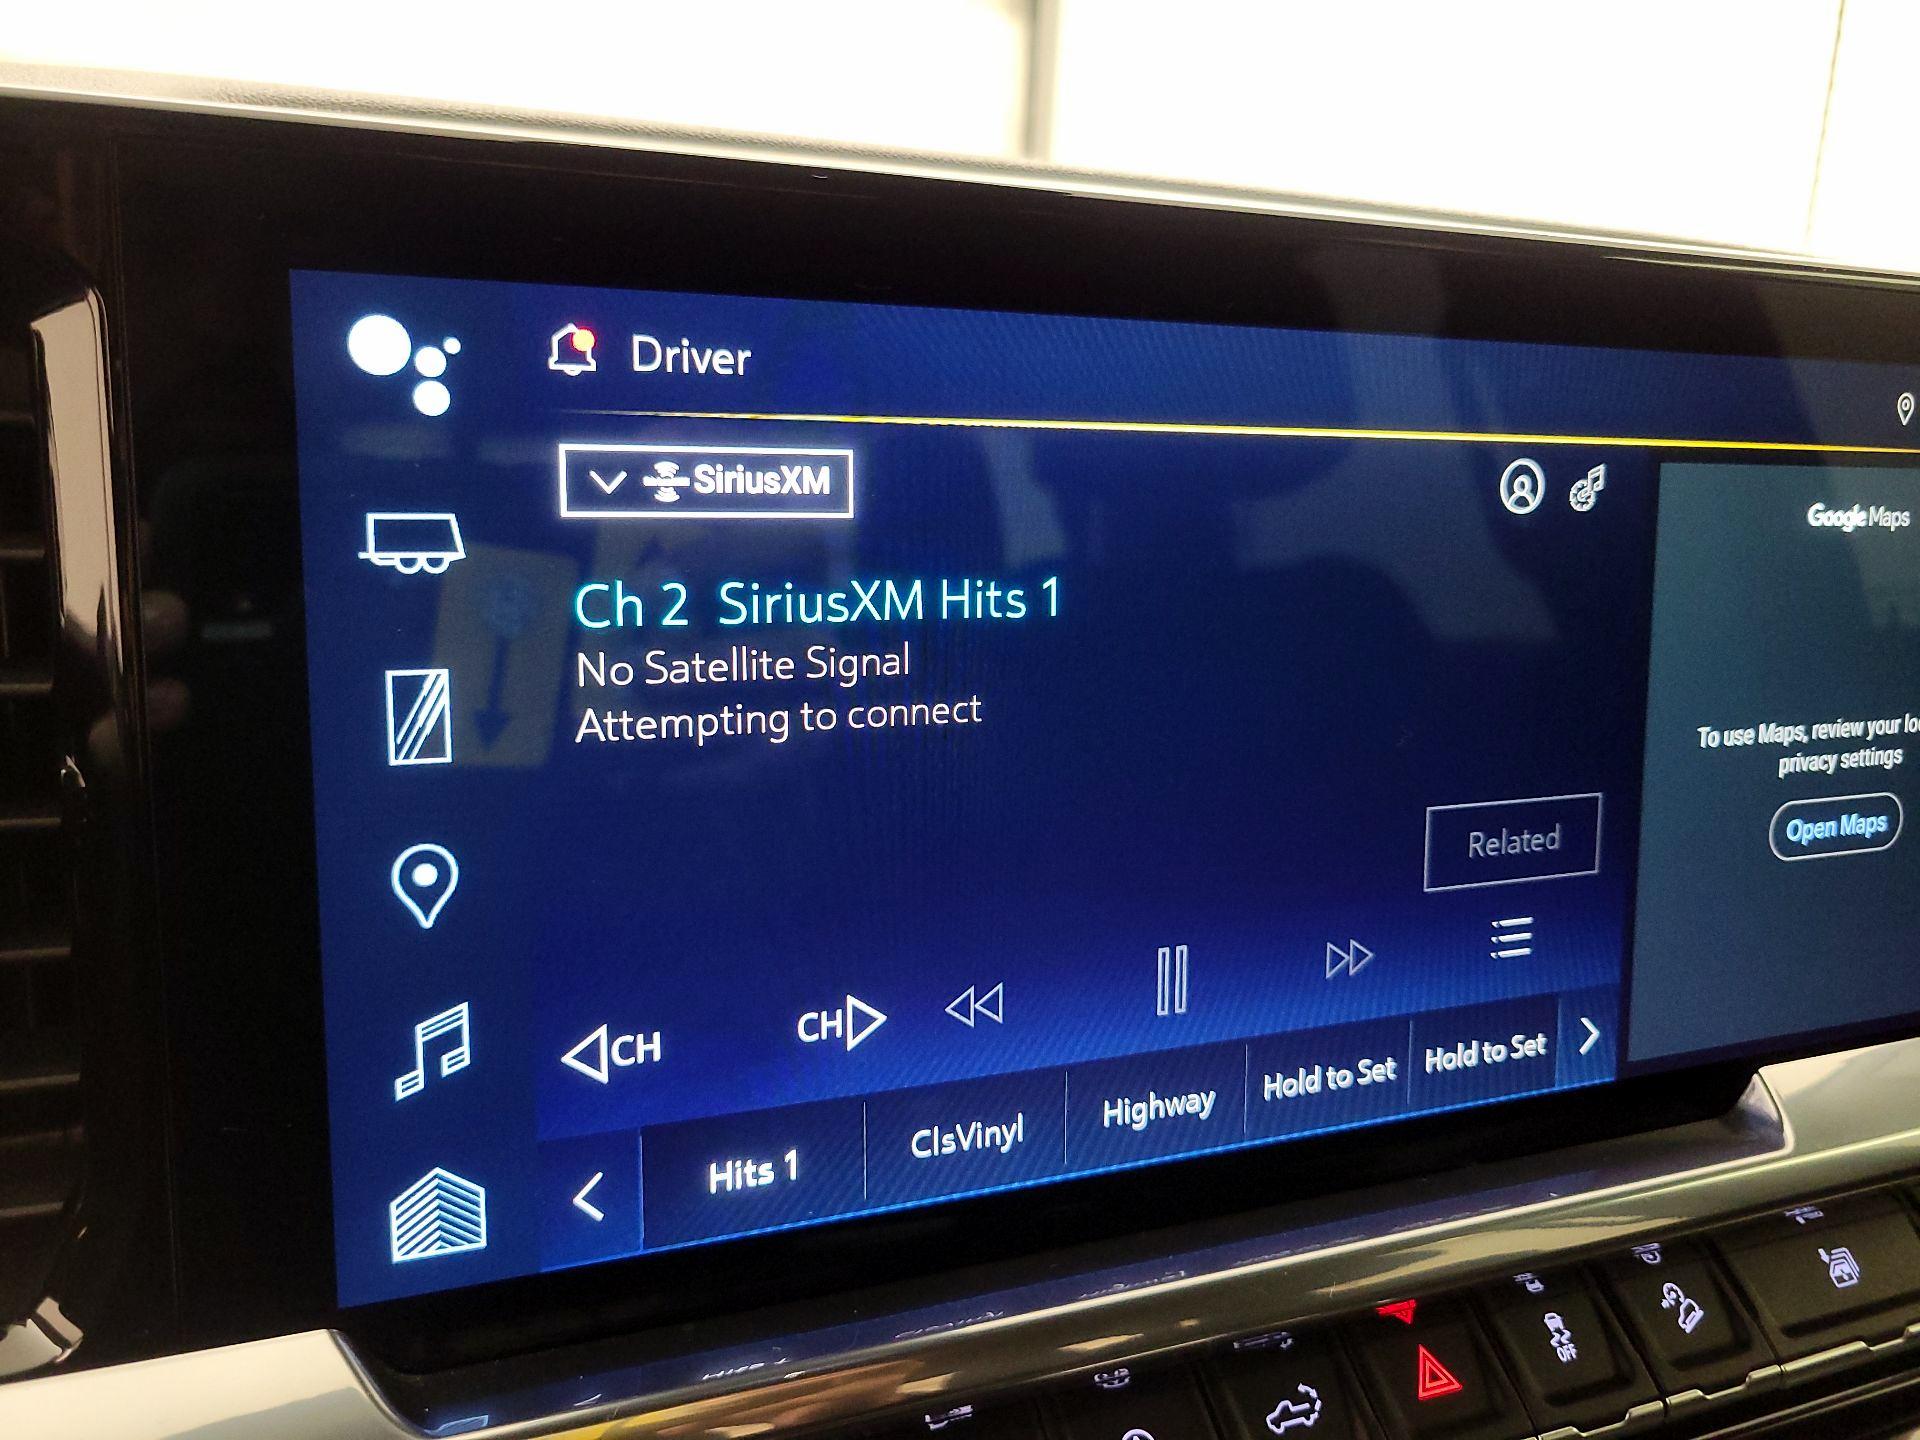 Driver
SiriusXM
Google Maps
Ch 2 SiriusXM Hits 1
No Satellite Signal
Attempting to connect
To use Maps, review your
privacy settings
Open Maps
Related
CH
CH
Hits 1
ClsVinyl
Highway
Hold to Set
Hold to Set
OFF